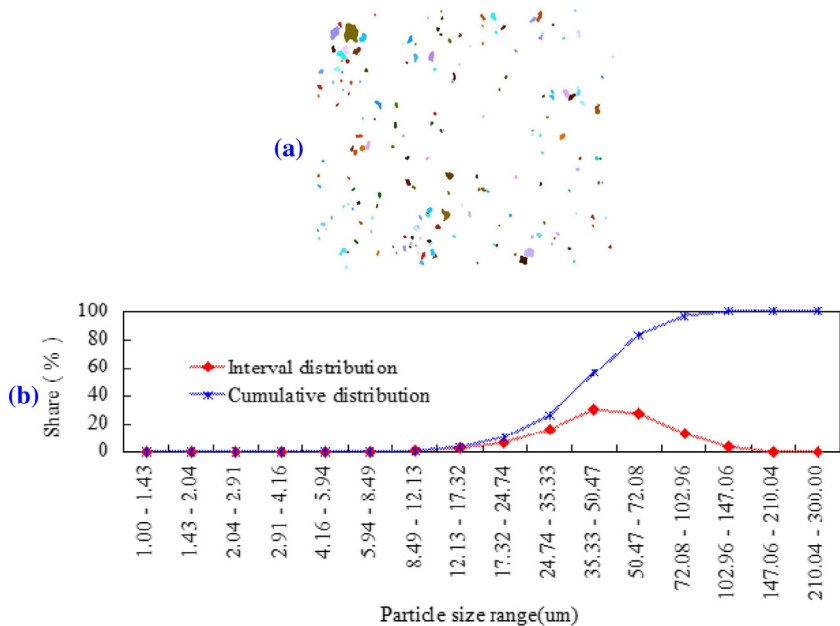 (a)
(b)
Share ( % )
100
80
60
40
20
0
Interval distribution
Cumulative distribution
1.00 - 1.43
1.43 - 2.04
2.04 - 2.91
2.91 - 4.16
4.16 - 5.94
5.94 - 8.49
8.49 - 12.13
12.13 - 17.32
17.32 - 24.74
24.74 - 35.33
35.33 - 50.47
50.47 - 72.08
72.08 - 102.96
102.96 - 147.06
147.06 - 210.04
210.04 - 300.00
Particle size range(um)